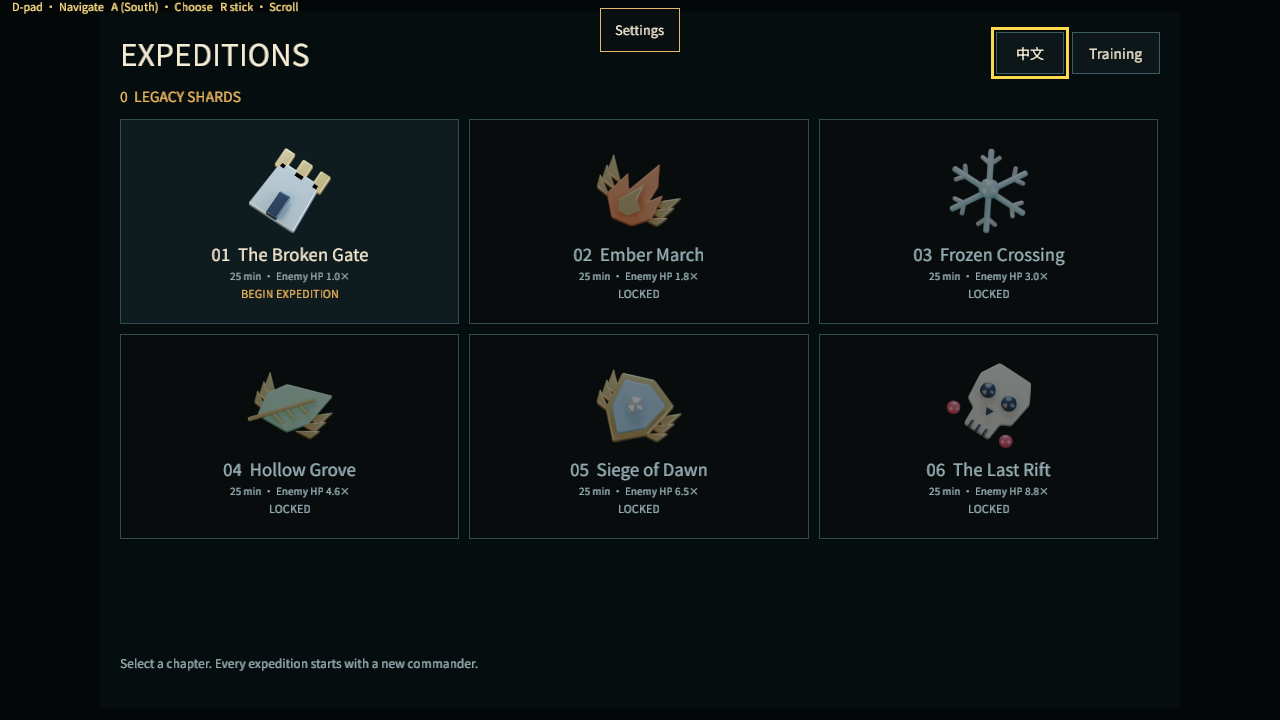 D-pad • Navigate A (South) • Choose R stick • Scroll
Settings
EXPEDITIONS
中文
Training
0 LEGACY SHARDS
01 The Broken Gate
25 min • Enemy HP 1.0×
BEGIN EXPEDITION
02 Ember March
25 min • Enemy HP 1.8×
LOCKED
03 Frozen Crossing
25 min • Enemy HP 3.0×
LOCKED
04 Hollow Grove
25 min • Enemy HP 4.6×
LOCKED
05 Siege of Dawn
25 min • Enemy HP 6.5×
LOCKED
06 The Last Rift
25 min • Enemy HP 8.8×
LOCKED
Select a chapter. Every expedition starts with a new commander.